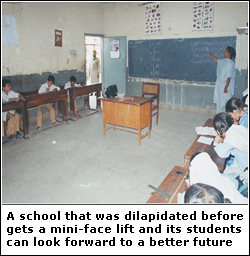 A school that was dilapidated before
gets a mini-face lift and its students
can look forward to a better future